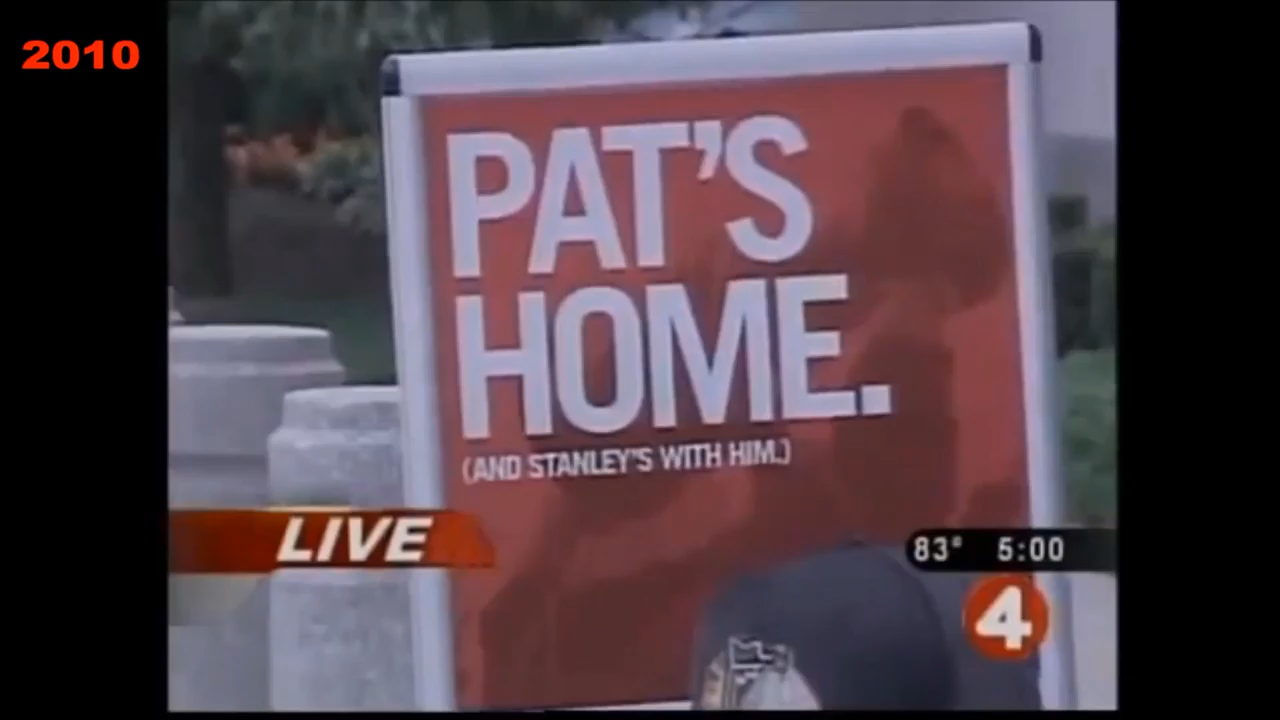 2010
PAT'S
HOME.
(AND STANLEY'S WITH HIM.)
LIVE
83° 5:00
4